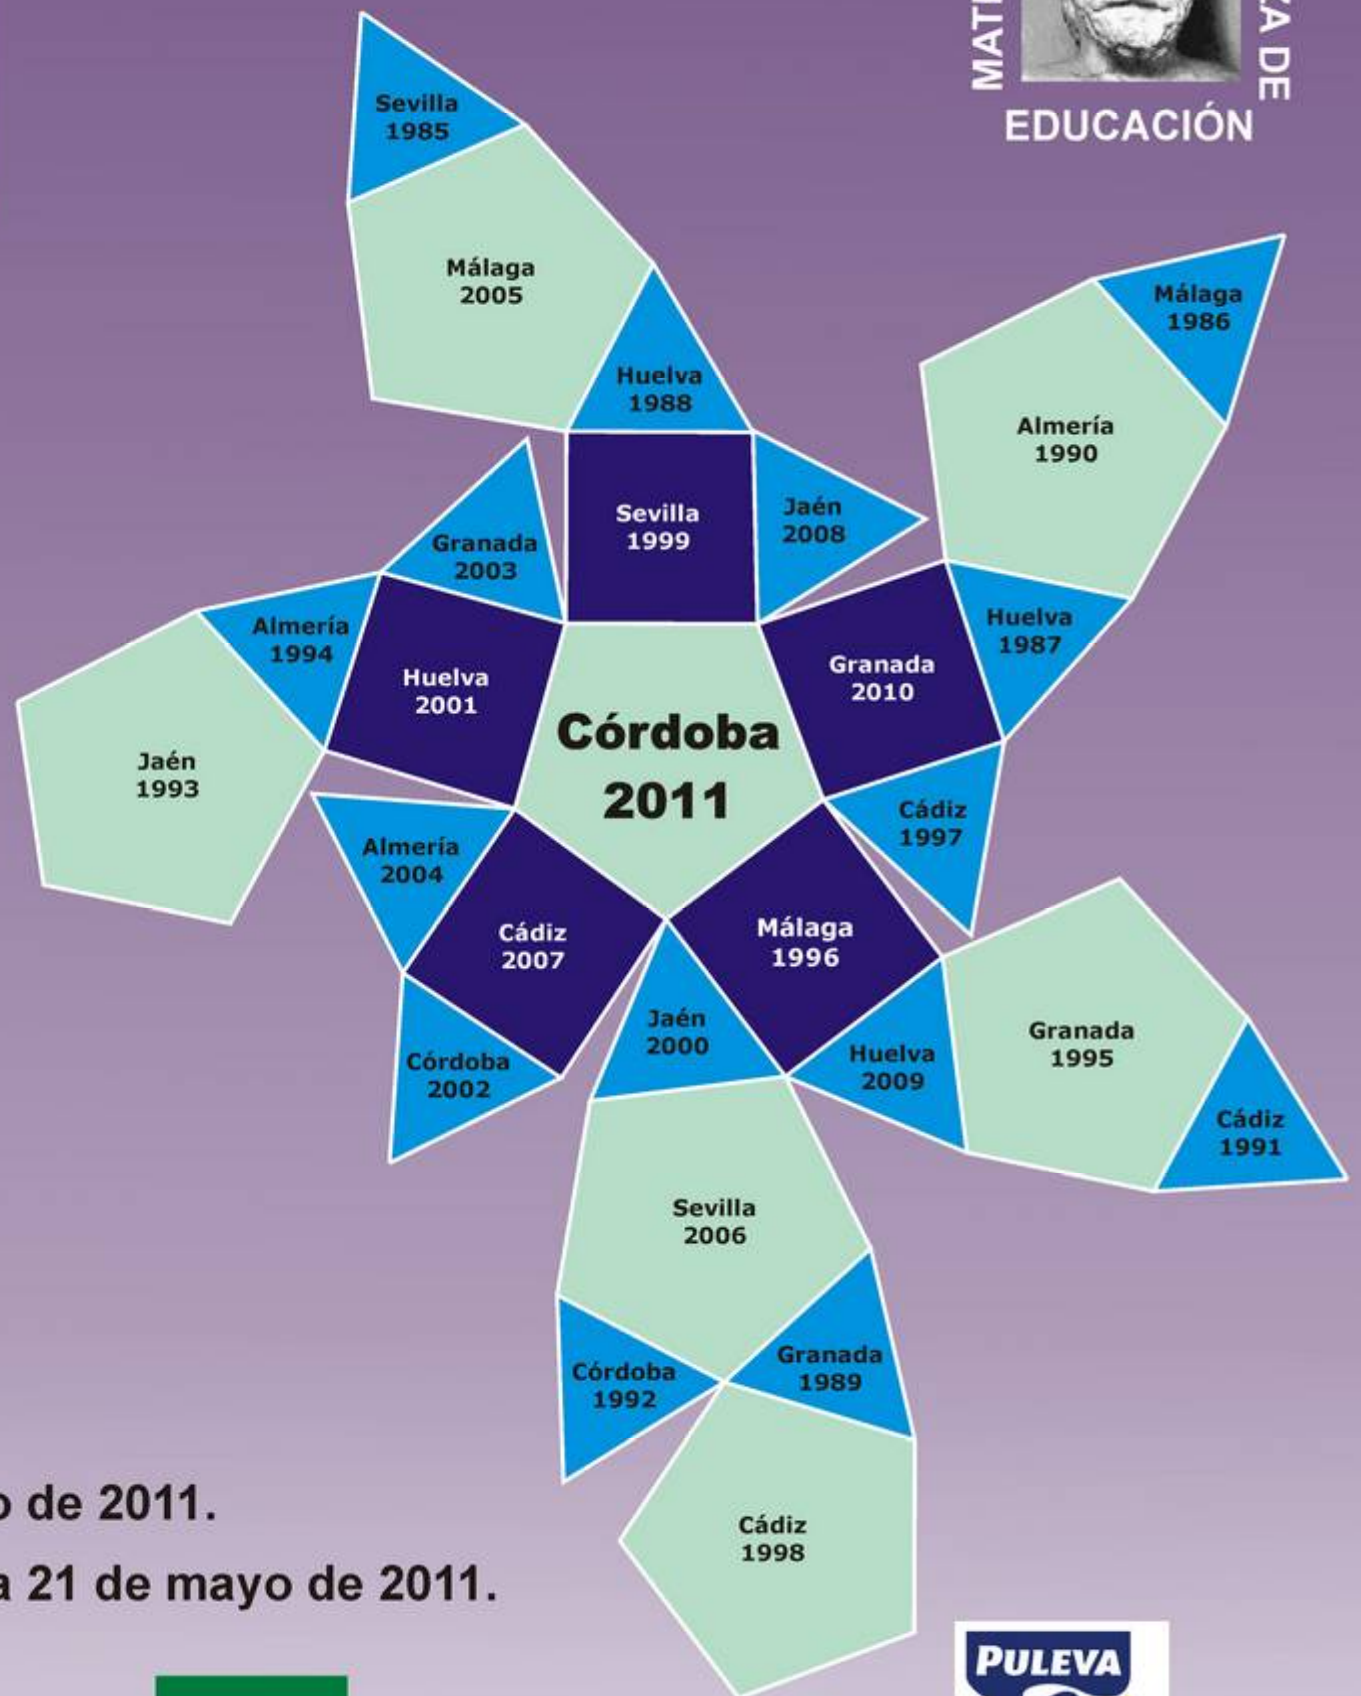 MAT
ZA DE
EDUCACIÓN
Sevilla
1985
Málaga
2005
Málaga
1986
Huelva
1988
Almería
1990
Sevilla
1999
Jaén
2008
Granada
2003
Almería
1994
Huelva
1987
Huelva
2001
Granada
2010
Córdoba
2011
Jaén
1993
Cádiz
1997
Almería
2004
Cádiz
2007
Málaga
1996
Jaén
2000
Granada
1995
Huelva
2009
Córdoba
2002
Cádiz
1991
Sevilla
2006
Granada
1989
Córdoba
1992
Cádiz
1998
o de 2011.
a 21 de mayo de 2011.
PULEVA